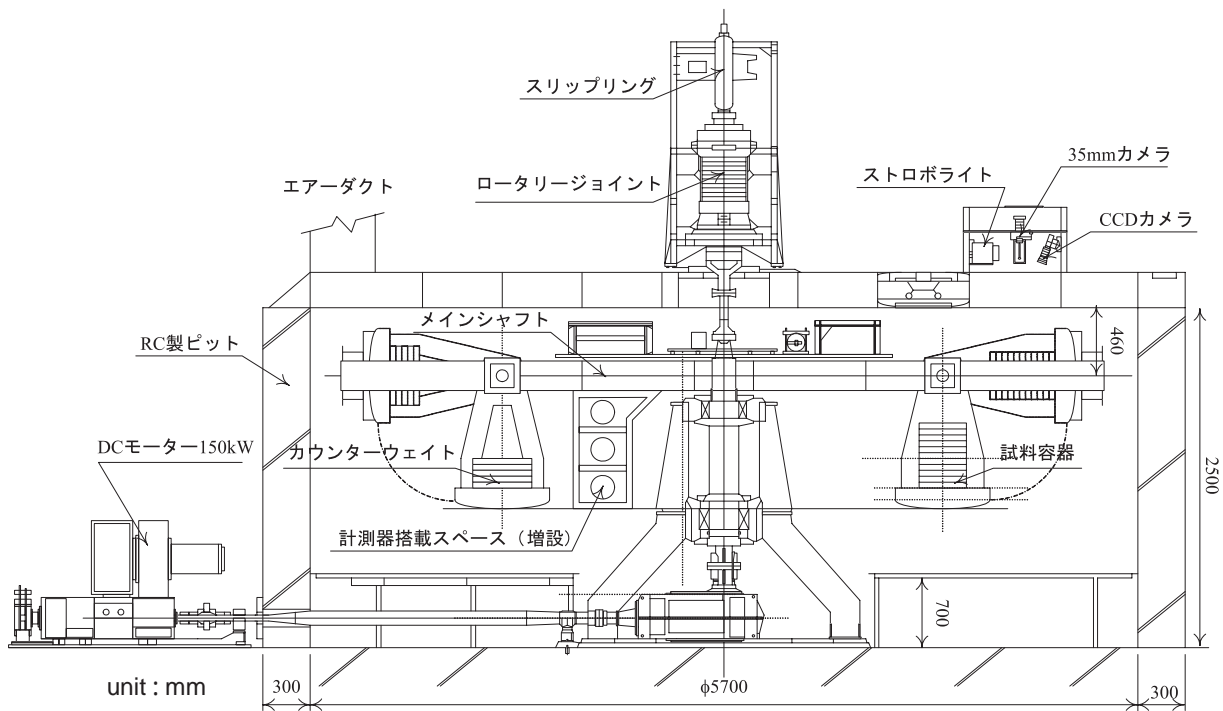 スリップリング
35mmカメラ
ロータリージョイント
ストロボライト
エアーダクト
CCDカメラ
メインシャフト
RC製ピット
460
DCモーター150kW
カウンターウェイト
試料容器
2500
計測器搭載スペース（増設）
700
unit : mm
300
φ5700
300